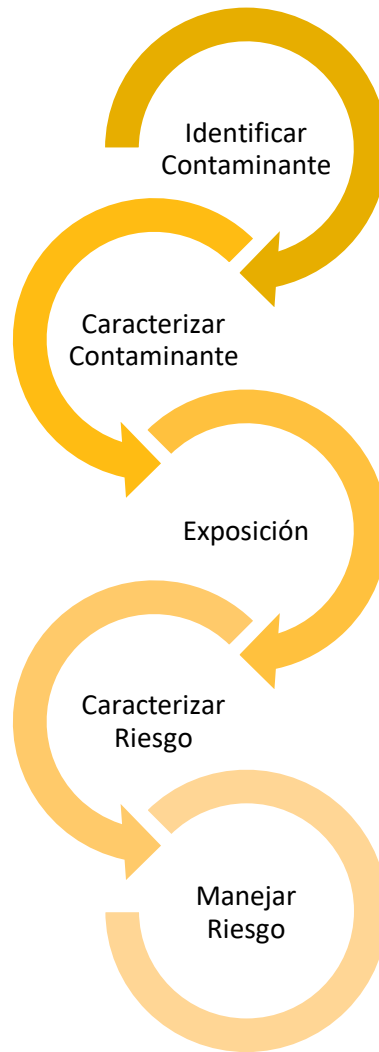 Identificar
Contaminante
Caracterizar
Contaminante
Exposición
Caracterizar
Riesgo
Manejar
Riesgo